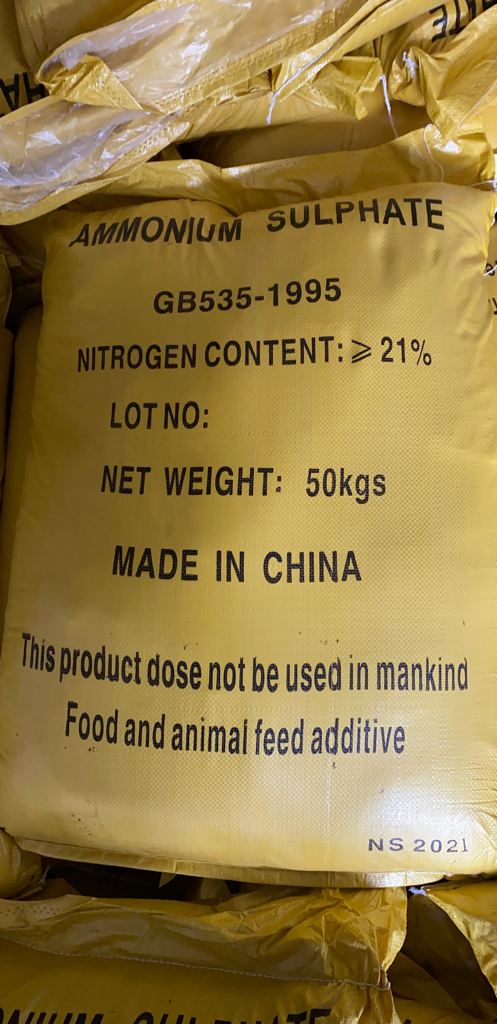 AMMONIUM SULPHATE
GB535-1995
NITROGEN CONTENT: ⩾ 21%
LOT NO:
NET WEIGHT: 50kgs
MADE IN CHINA
This product dose not be used in mankind
Food and animal feed additive
NS 2021